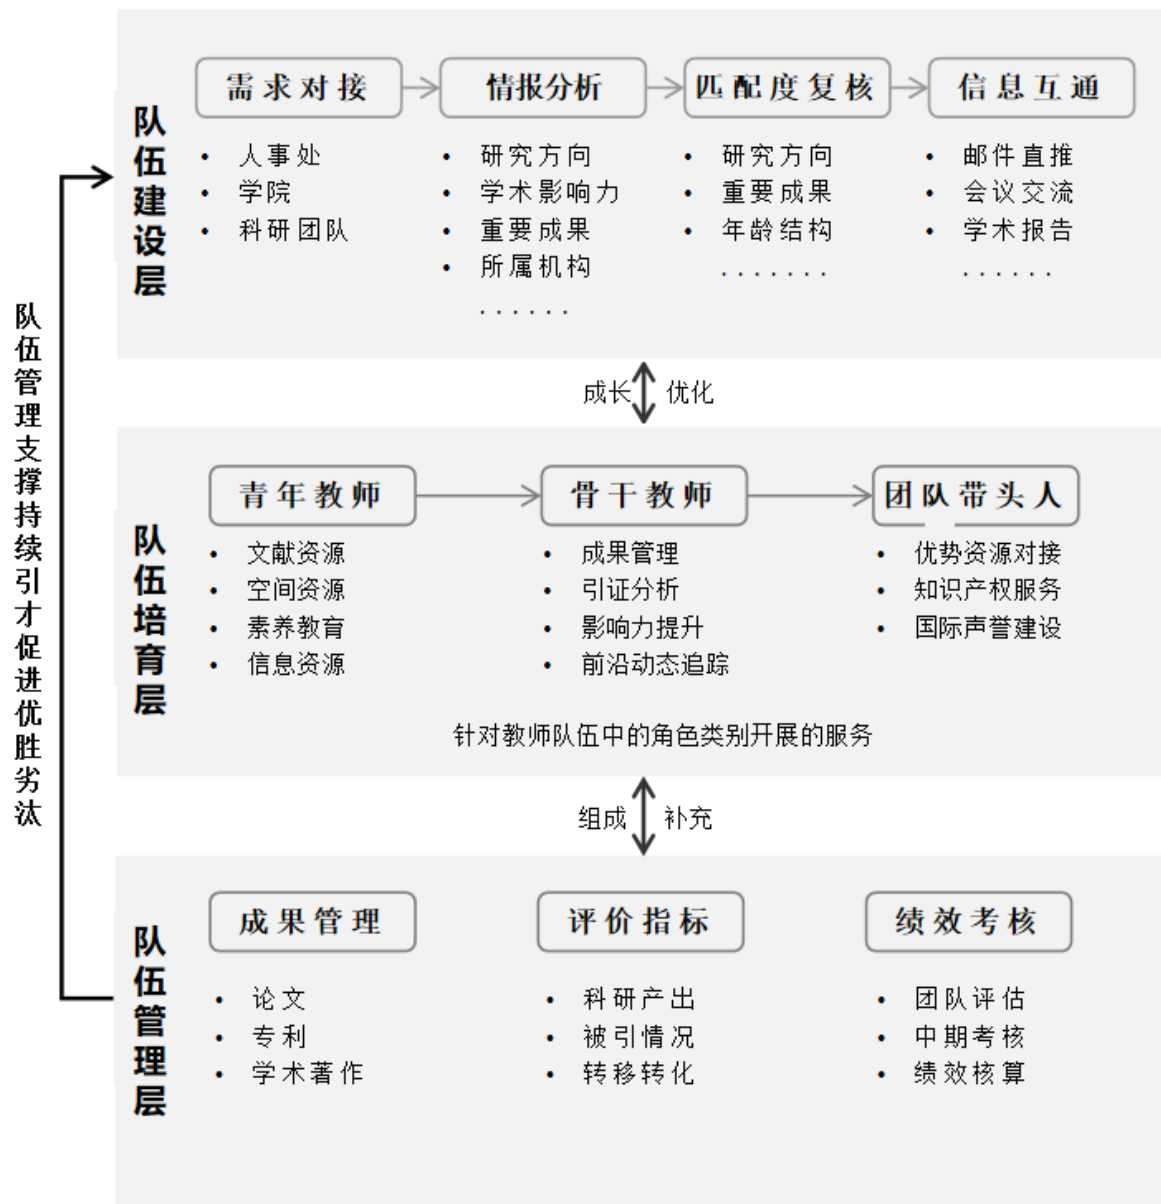 队伍管理支撑持续引才促进优胜劣汰
队伍建设层
需求对接
情报分析
匹配度复核
信息互通
• 人事处
• 学院
• 科研团队
• 研究方向
• 学术影响力
• 重要成果
• 所属机构
......
• 研究方向
• 重要成果
• 年龄结构
.......
• 邮件直推
• 会议交流
• 学术报告
......
成长 优化
队伍培育层
青年教师
骨干教师
团队带头人
• 文献资源
• 空间资源
• 素养教育
• 信息资源
• 成果管理
• 引证分析
• 影响力提升
• 前沿动态追踪
• 优势资源对接
• 知识产权服务
• 国际声誉建设
针对教师队伍中的角色类别开展的服务
组成 补充
队伍管理层
成果管理
评价指标
绩效考核
• 论文
• 专利
• 学术著作
• 科研产出
• 被引情况
• 转移转化
• 团队评估
• 中期考核
• 绩效核算